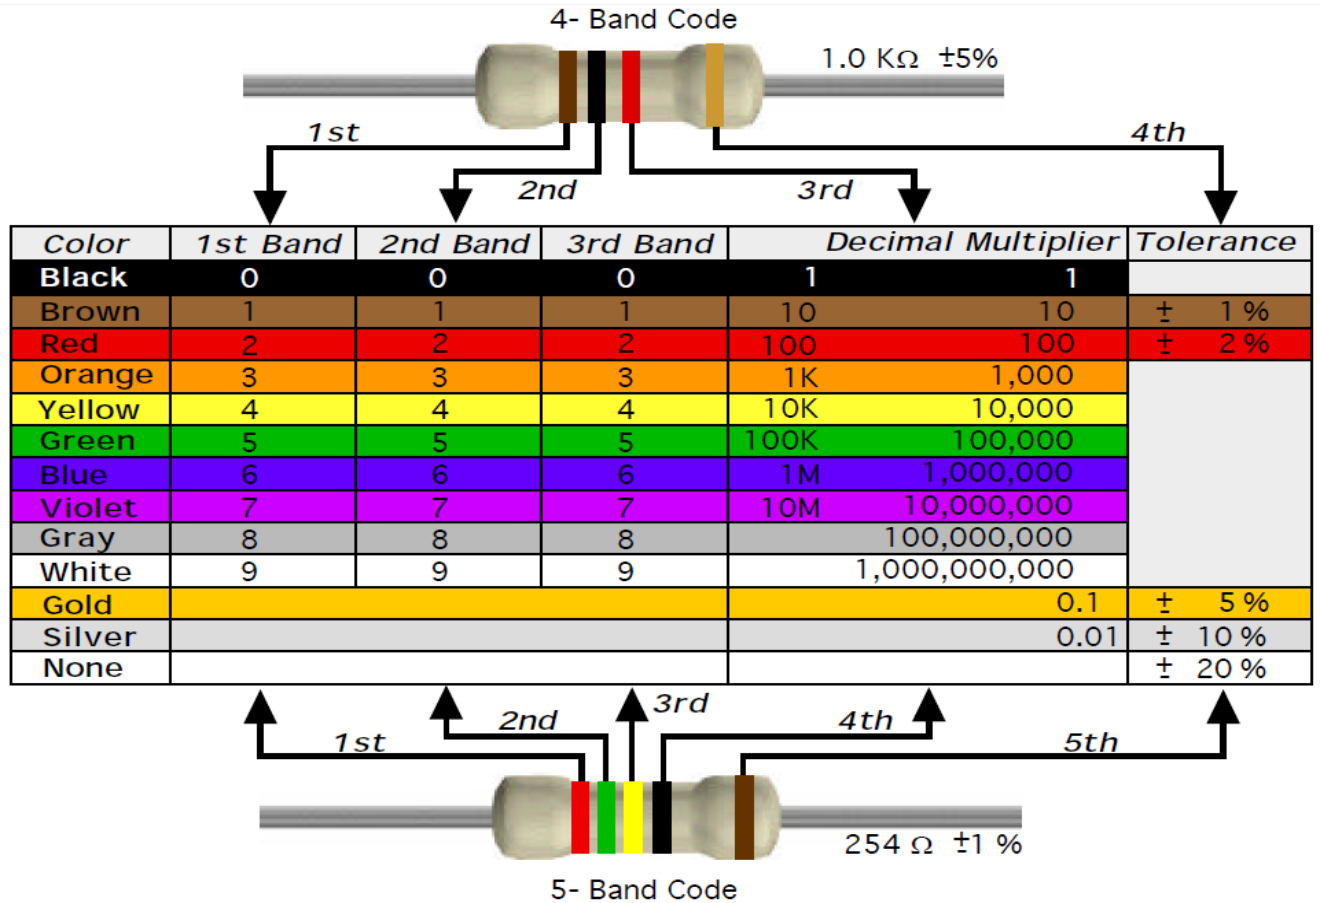 4- Band Code
1.0 KΩ ±5%
1st
4th
2nd
3rd
Color 1st Band 2nd Band 3rd Band Decimal Multiplier Tolerance
Black 0 0 0 1 1
Brown 1 1 1 10 10 ± 1 %
Red 2 2 2 100 100 ± 2 %
Orange 3 3 3 1K 1,000
Yellow 4 4 4 10K 10,000
Green 5 5 5 100K 100,000
Blue 6 6 6 1M 1,000,000
Violet 7 7 7 10M 10,000,000
Gray 8 8 8 100,000,000
White 9 9 9 1,000,000,000
Gold 0.1 ± 5 %
Silver 0.01 ± 10 %
None ± 20 %
3rd
2nd
4th
1st
5th
254 Ω ±1 %
5- Band Code